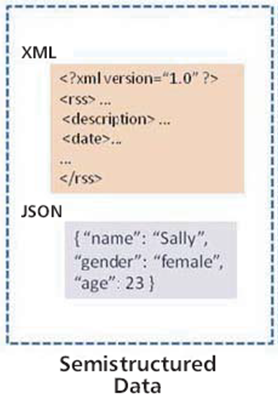 XML
<?xml version="1.0" ?>
<rss> ...
<description> ...
<date>...
...
</rss>
JSON
{ "name": "Sally",
"gender": "female",
"age": 23 }
Semistructured
Data